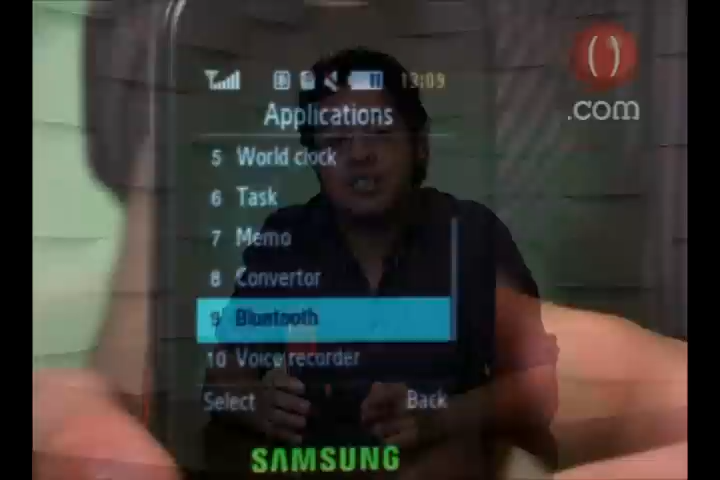 13:09
( )
.com
Applications
5 World clock
6 Task
7 Memo
8 Convertor
9 Bluetooth
10 Voice recorder
Select Back
SAMSUNG